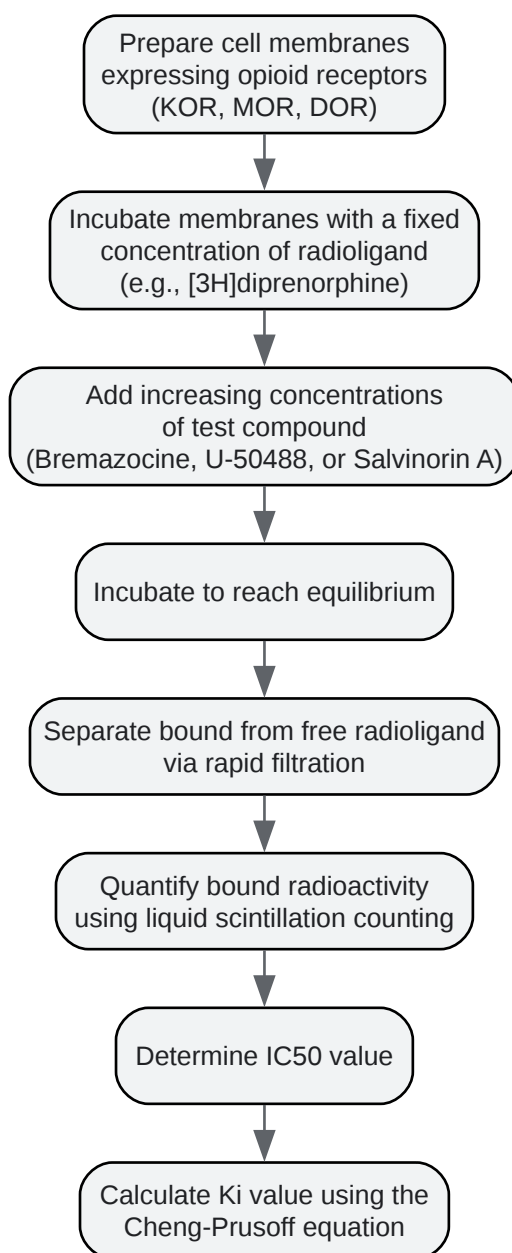 Prepare cell membranes
expressing opioid receptors
(KOR, MOR, DOR)
Incubate membranes with a fixed
concentration of radioligand
(e.g., [3H]diprenorphine)
Add increasing concentrations
of test compound
(Bremazocine, U-50488, or Salvinorin A)
Incubate to reach equilibrium
Separate bound from free radioligand
via rapid filtration
Quantify bound radioactivity
using liquid scintillation counting
Determine IC50 value
Calculate Ki value using the
Cheng-Prusoff equation